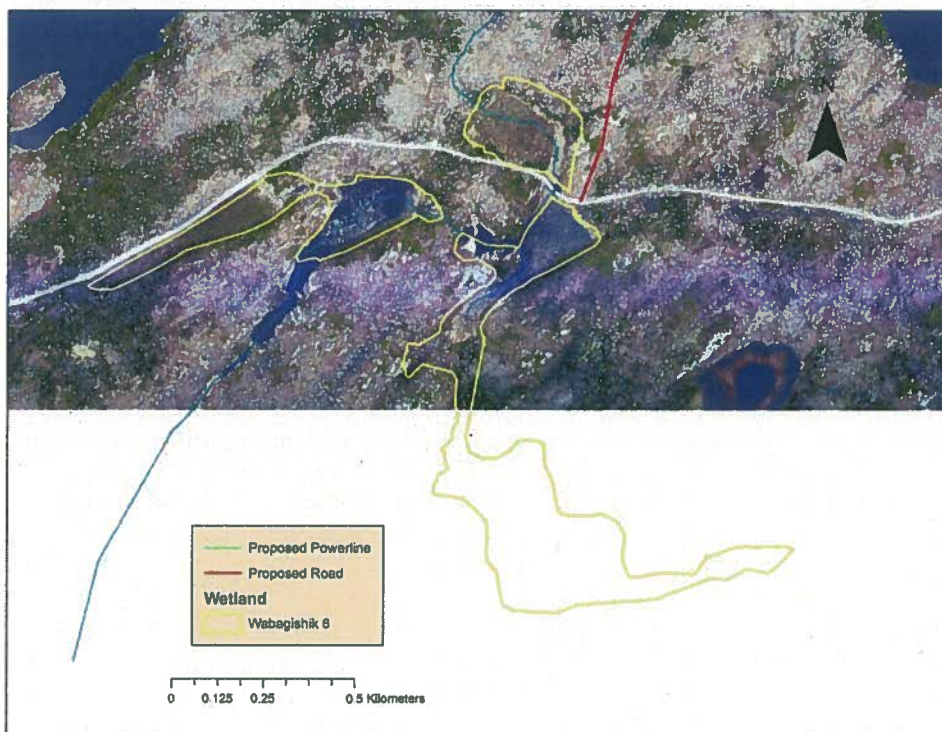 N
Proposed Powerline
Proposed Road
Wetland
Wabagishik 6
0 0.125 0.25 0.5 Kilometers